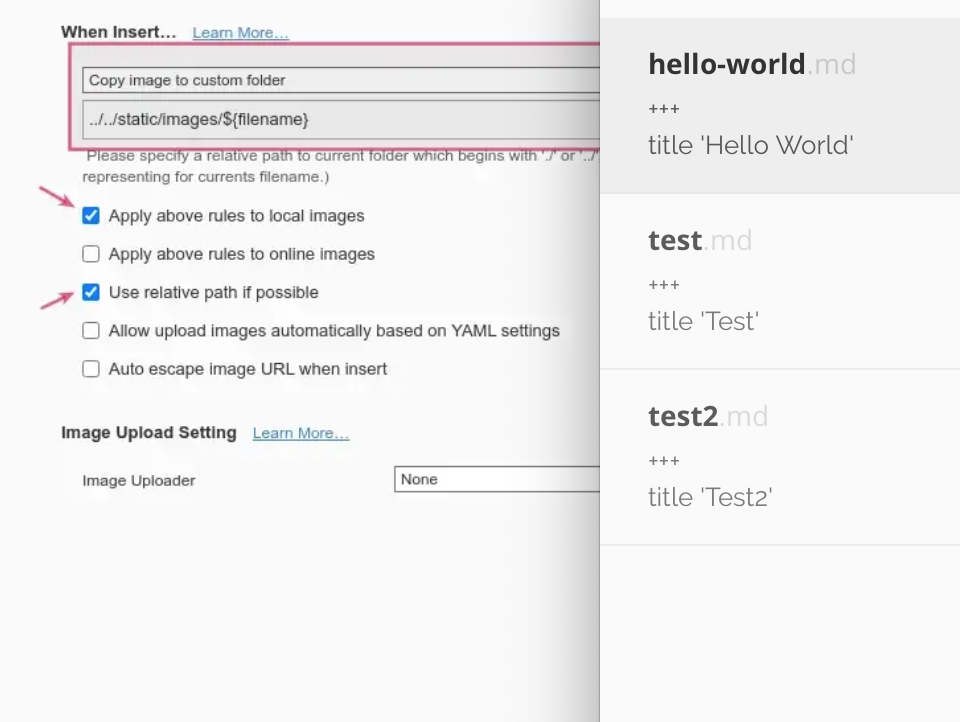 When Insert... Learn More...
Copy image to custom folder
../../static/images/${filename}
Please specify a relative path to current folder which begins with './' or '../'
representing for currents filename.)
Apply above rules to local images
Apply above rules to online images
Use relative path if possible
Allow upload images automatically based on YAML settings
Auto escape image URL when insert
Image Upload Setting Learn More...
Image Uploader None
hello-world.md
+++
title 'Hello World'
test.md
+++
title 'Test'
test2.md
+++
title 'Test2'